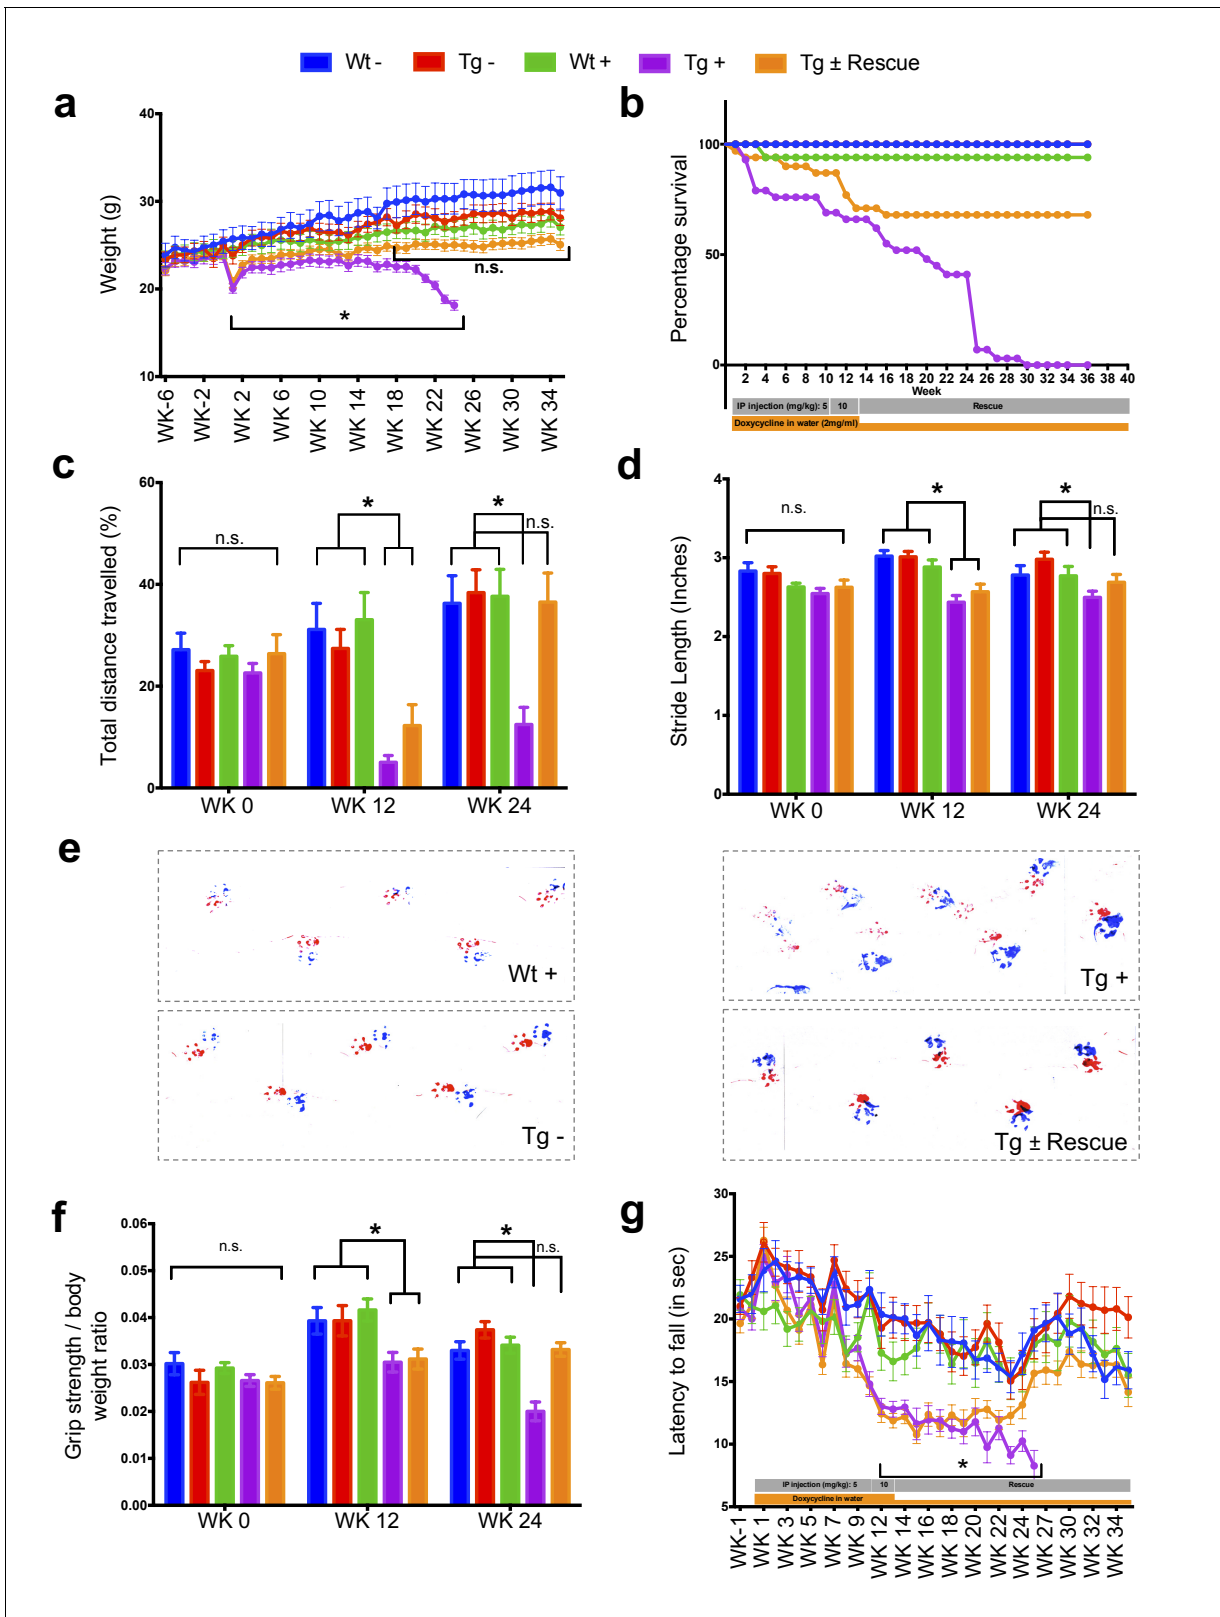 Wt - Tg - Wt + Tg + Tg ± Rescue
a
Weight (g)
40
30
20
10
n.s.
*
WK-6 WK-2 WK 2 WK 6 WK 10 WK 14 WK 18 WK 22 WK 26 WK 30 WK 34
b
Percentage survival
100
50
0
2 4 6 8 10 12 14 16 18 20 22 24 26 28 30 32 34 36 40
Week
IP injection (mg/kg): 5 10 Rescue
Doxycycline in water (2mg/ml)
c
Total distance travelled (%)
60
40
20
0
n.s. * * n.s.
WK 0 WK 12 WK 24
d
Stride Length (Inches)
4
3
2
1
0
n.s. * * n.s.
WK 0 WK 12 WK 24
e
Wt +
Tg +
Tg -
Tg ± Rescue
f
Grip strength / body
weight ratio
0.06
0.05
0.04
0.03
0.02
0.01
0.00
n.s. * * n.s.
WK 0 WK 12 WK 24
g
Latency to fall (in sec)
30
25
20
15
10
5
*
IP injection (mg/kg): 5 10 Rescue
Doxycycline in water
WK-1 WK 1 WK 3 WK 5 WK 7 WK 9 WK 12 WK 14 WK 16 WK 18 WK 20 WK 22 WK 24 WK 27 WK 30 WK 32 WK 34